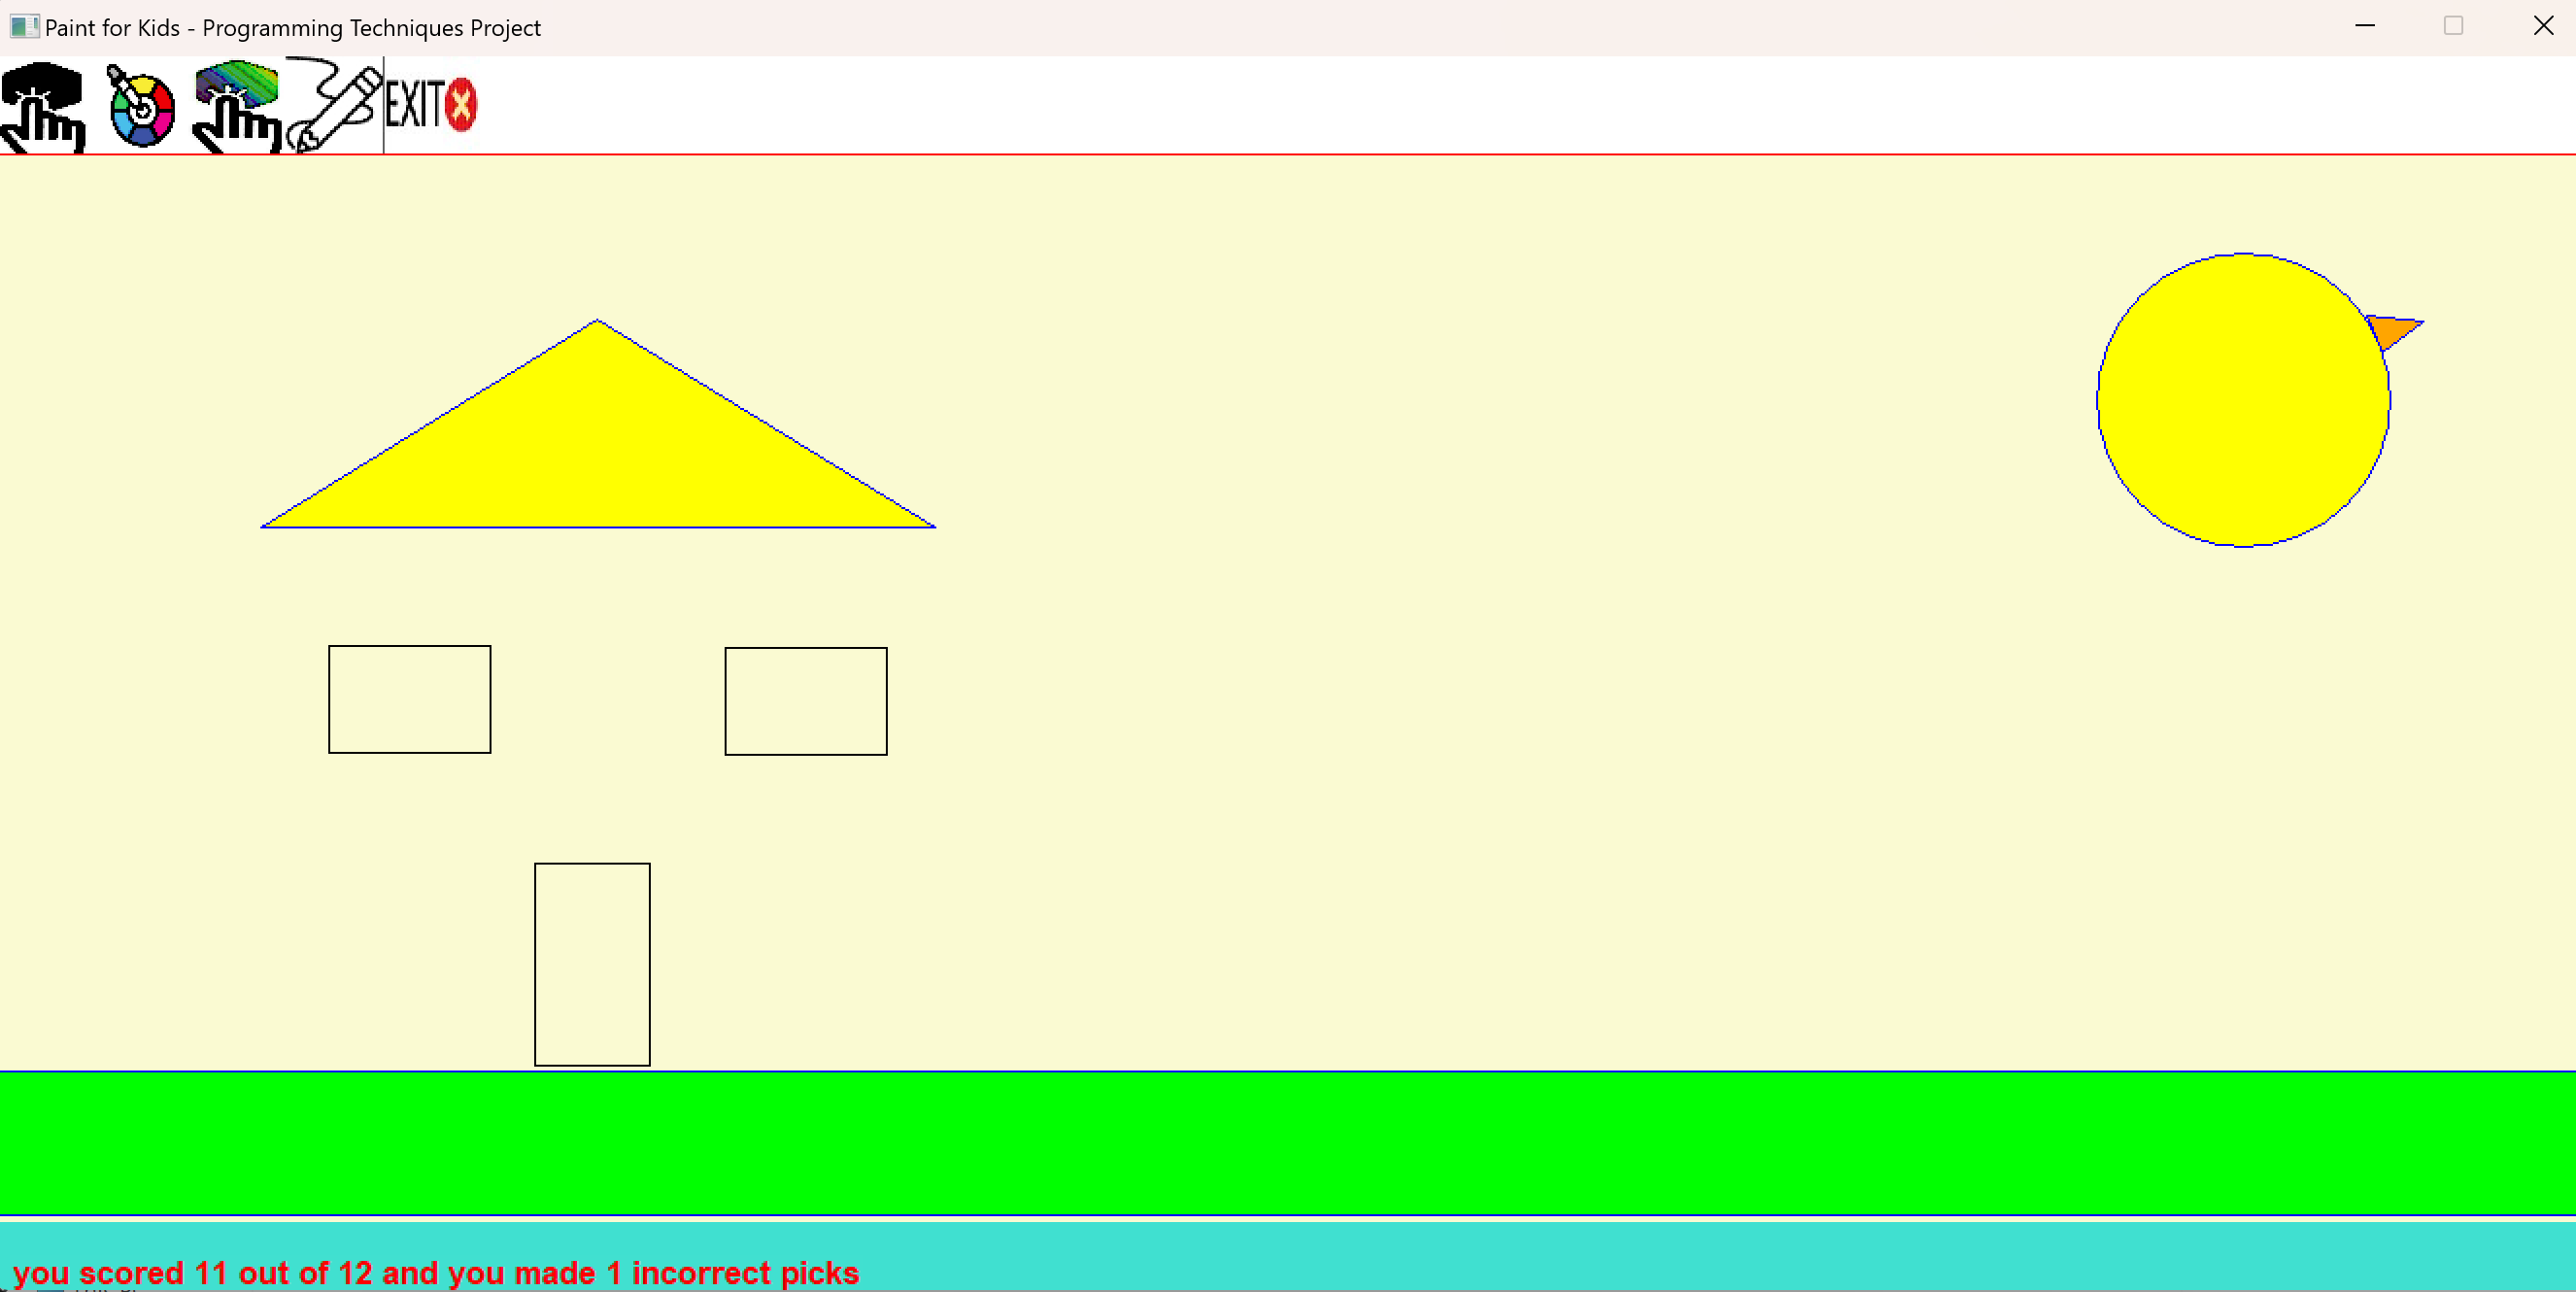 Paint for Kids - Programming Techniques Project
EXIT
you scored 11 out of 12 and you made 1 incorrect picks